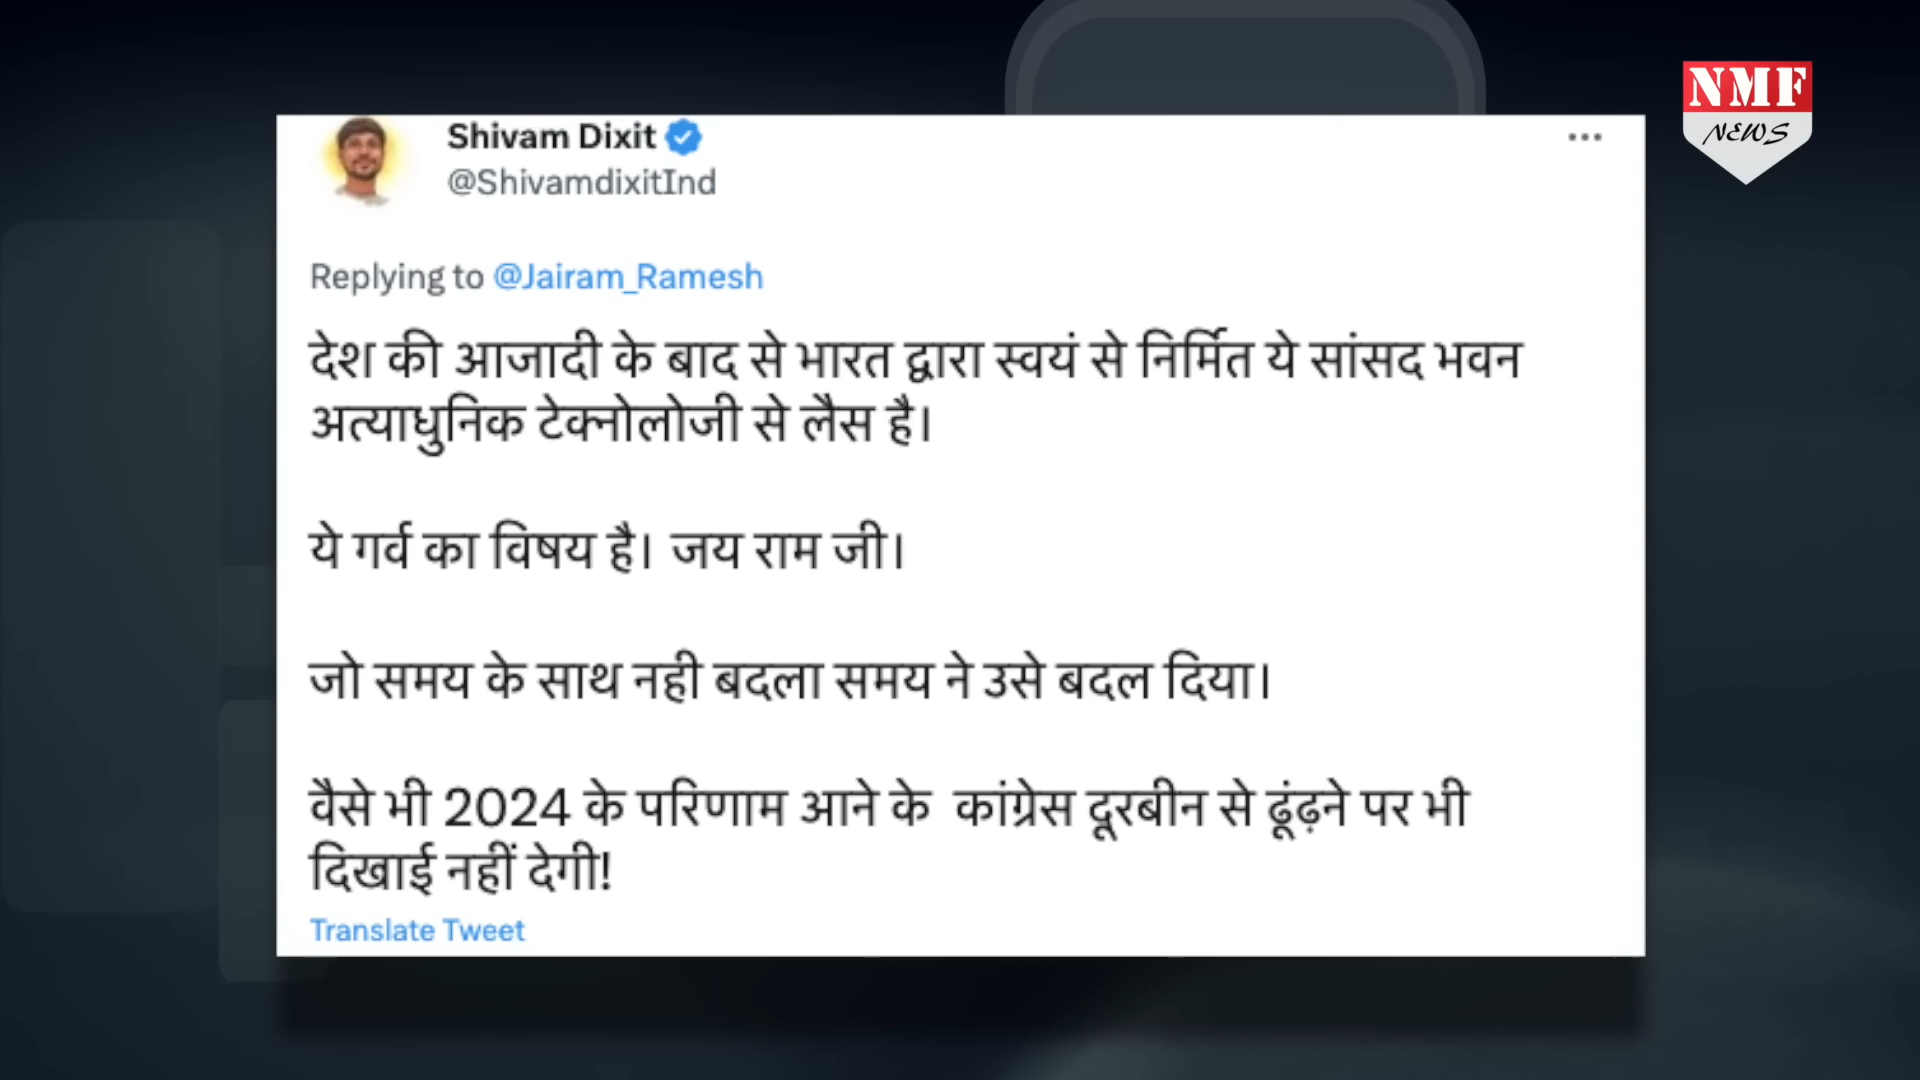 NMF
NEWS
Shivam Dixit
@ShivamdixitInd
Replying to @Jairam_Ramesh
देश की आजादी के बाद से भारत द्वारा स्वयं से निर्मित ये सांसद भवन
अत्याधुनिक टेक्नोलोजी से लैस है।
ये गर्व का विषय है। जय राम जी।
जो समय के साथ नही बदला समय ने उसे बदल दिया।
वैसे भी 2024 के परिणाम आने के कांग्रेस दूरबीन से ढूंढ़ने पर भी
दिखाई नहीं देगी!
Translate Tweet